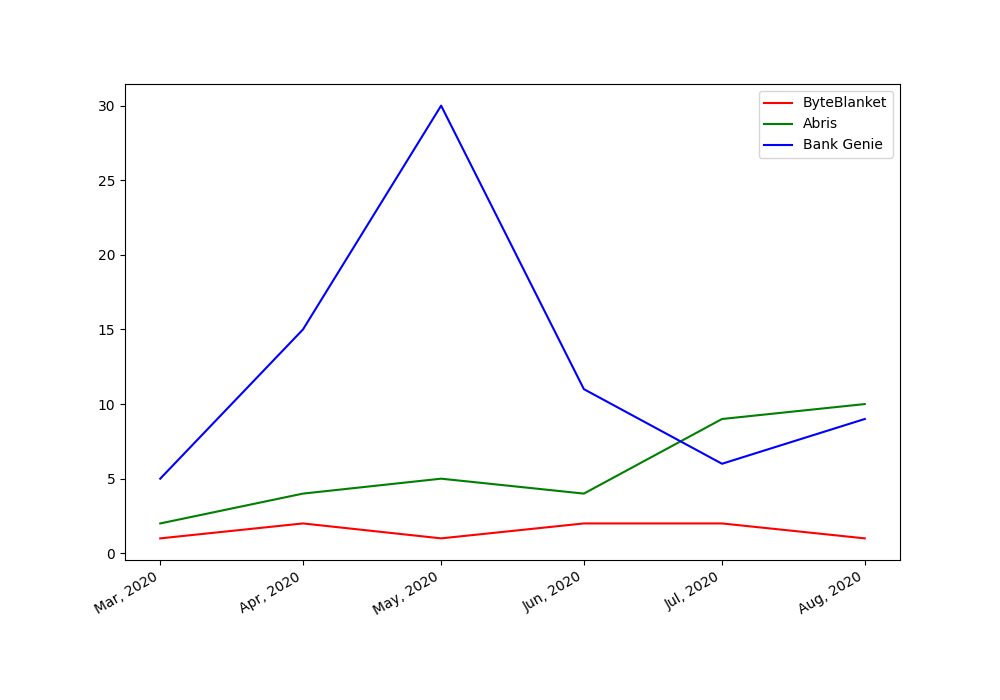 30
25
20
15
10
5
0
ByteBlanket
Abris
Bank Genie
Mar, 2020
Apr, 2020
May, 2020
Jun, 2020
Jul, 2020
Aug, 2020